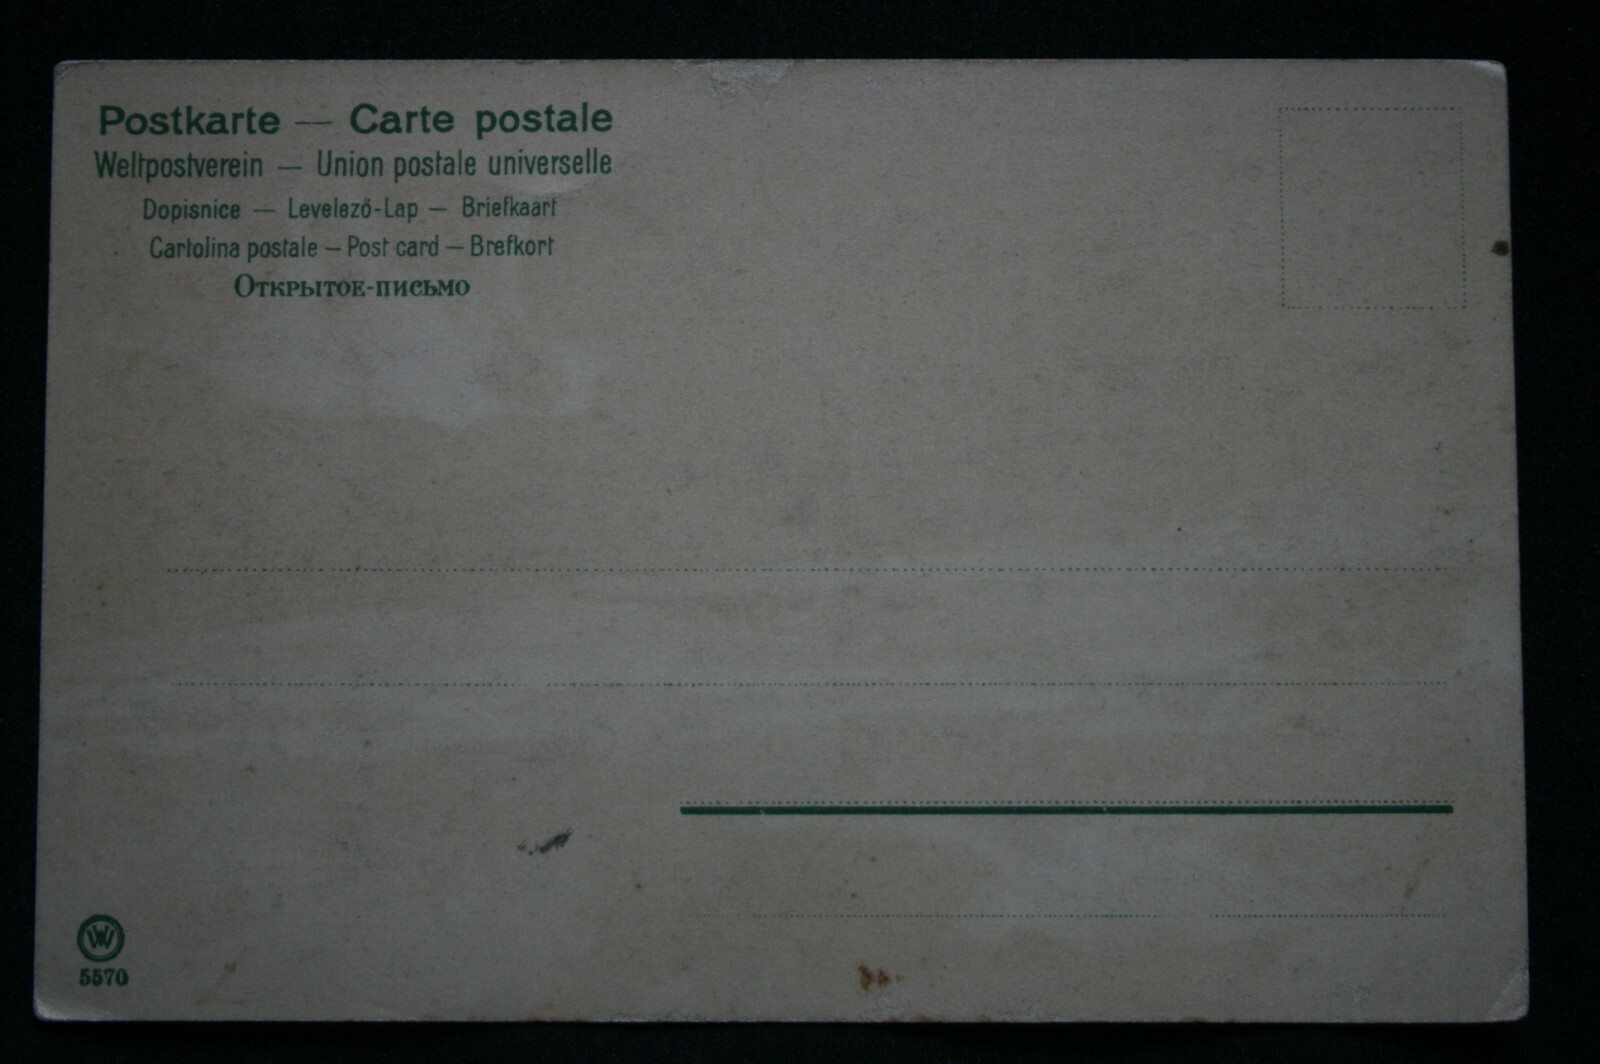 Postkarte — Carte postale
Weltpostverein — Union postale universelle
Dopisnice — Levelező-Lap — Briefkaart
Cartolina postale — Post card — Brefkort
Открытое-письмо
W
5570